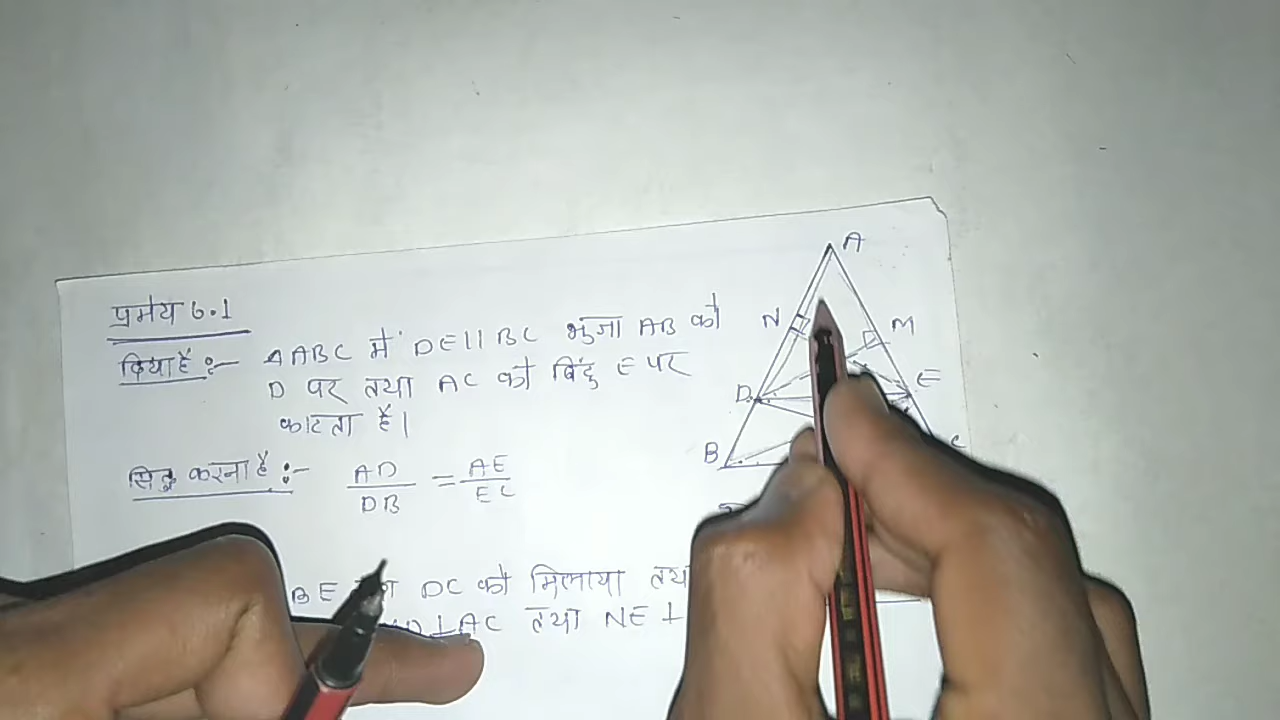 प्रमेय 6.1
दिया है :- △ABC में DE||BC भुजा AB को
D पर तथा AC को बिंदु E पर
काटता है।
सिद्ध करना है :- AD/DB = AE/EC
BE DC को मिलाया तथा
⊥AC तथा NE ⊥
A
N
M
D
E
B
C